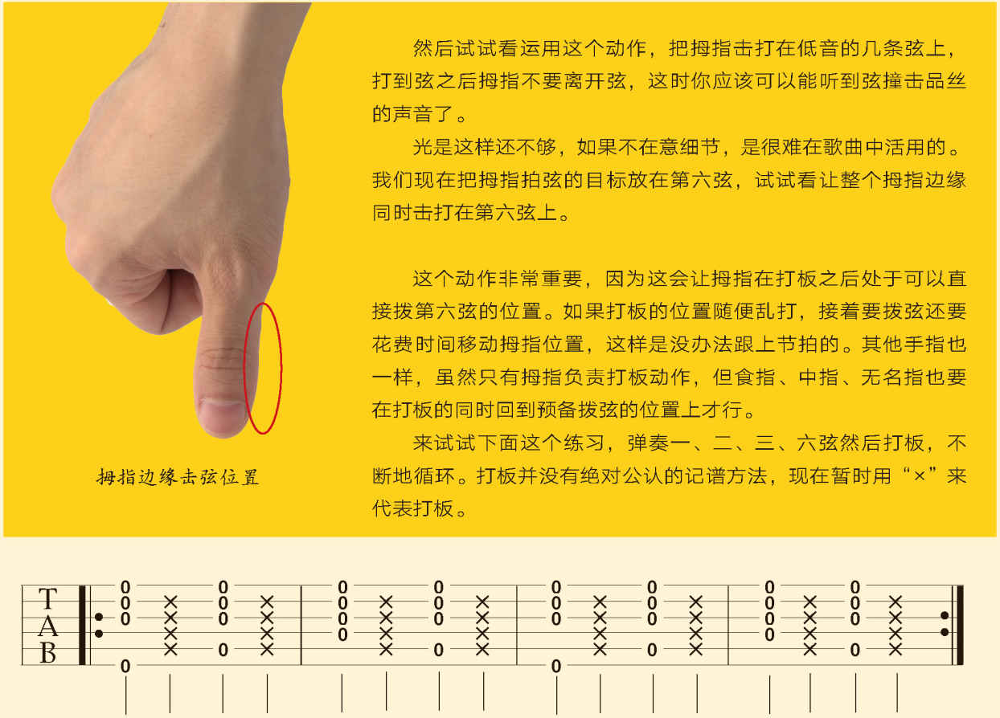 然后试试看运用这个动作，把拇指击打在低音的几条弦上，
打到弦之后拇指不要离开弦，这时你应该可以能听到弦撞击品丝
的声音了。
光是这样还不够，如果不在意细节，是很难在歌曲中活用的。
我们现在把拇指拍弦的目标放在第六弦，试试看让整个拇指边缘
同时击打在第六弦上。
这个动作非常重要，因为这会让拇指在打板之后处于可以直
接拨第六弦的位置。如果打板的位置随便乱打，接着要拨弦还要
花费时间移动拇指位置，这样是没办法跟上节拍的。其他手指也
一样，虽然只有拇指负责打板动作，但食指、中指、无名指也要
在打板的同时回到预备拨弦的位置上才行。
来试试下面这个练习，弹奏一、二、三、六弦然后打板，不
断地循环。打板并没有绝对公认的记谱方法，现在暂时用“×”来
代表打板。
拇指边缘击弦位置
0 0 0 0 0 0 0 0
T 0 × 0 × 0 × 0 × 0 × 0 × 0 × 0 ×
A 0 × 0 × 0 × 0 × 0 × 0 × 0 × 0 ×
× × 0 × × × × 0 × ×
B × 0 × × 0 × × 0 × × 0 ×
0 0